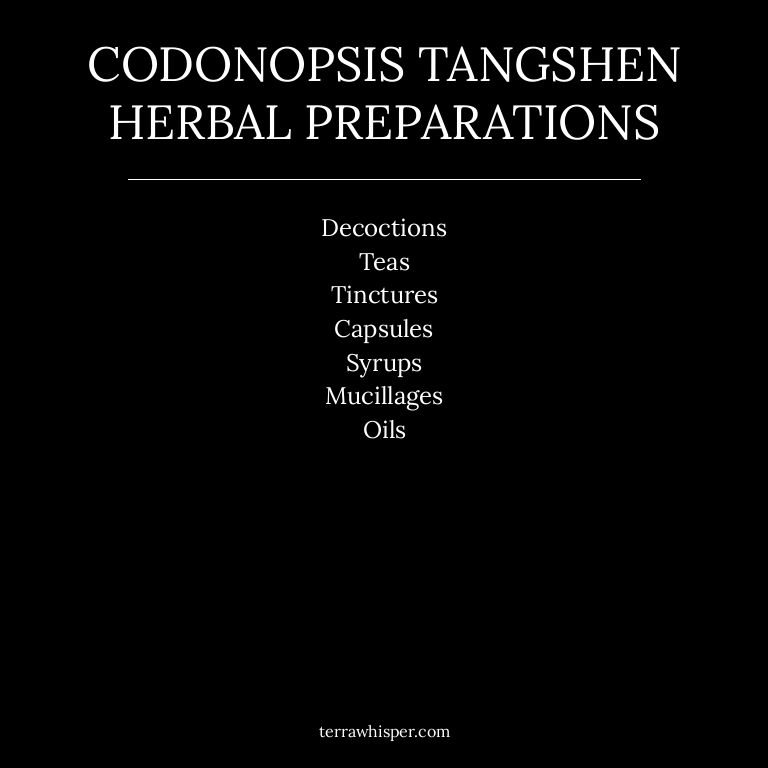 CODONOPSIS TANGSHEN
HERBAL PREPARATIONS
Decoctions
Teas
Tinctures
Capsules
Syrups
Mucillages
Oils
terrawhisper.com